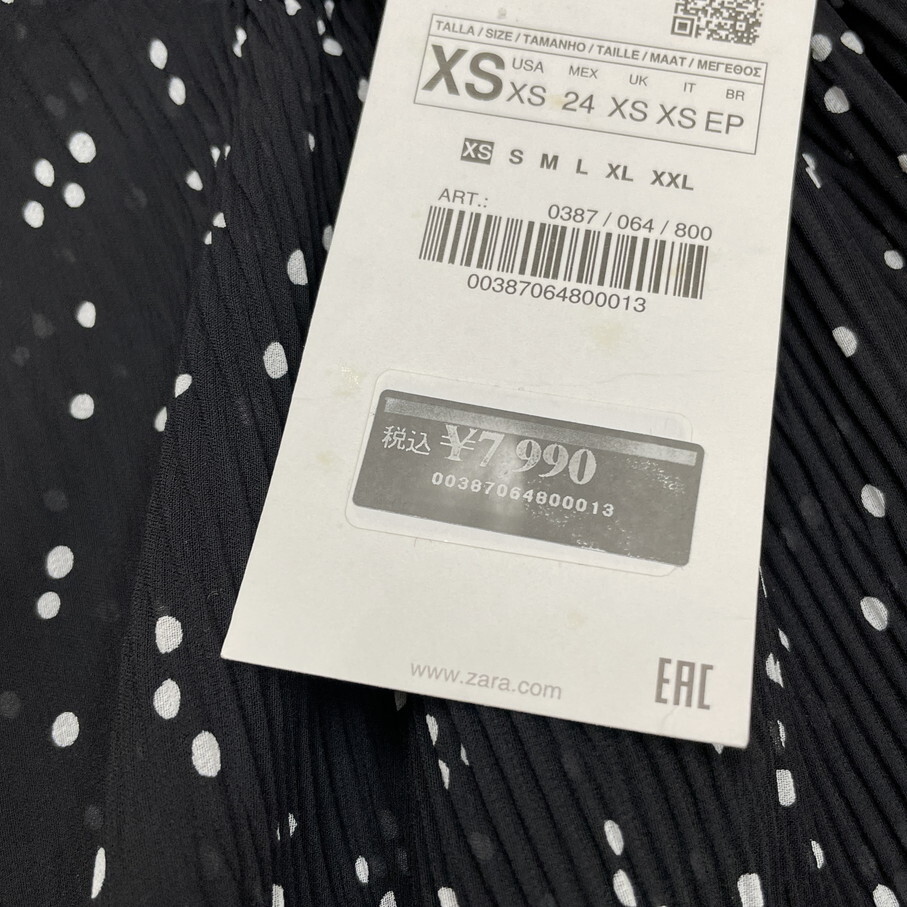 TALLA / SIZE / TAMANHO / TAILLE / MAAT / ΜΕΓΕΘΟΣ
XS USA XS MEX 24 UK XS IT XS BR EP
XS S M L XL XXL
ART.: 0387 / 064 / 800
00387064800013
税込 ¥7,990
00387064800013
www.zara.com
EAC